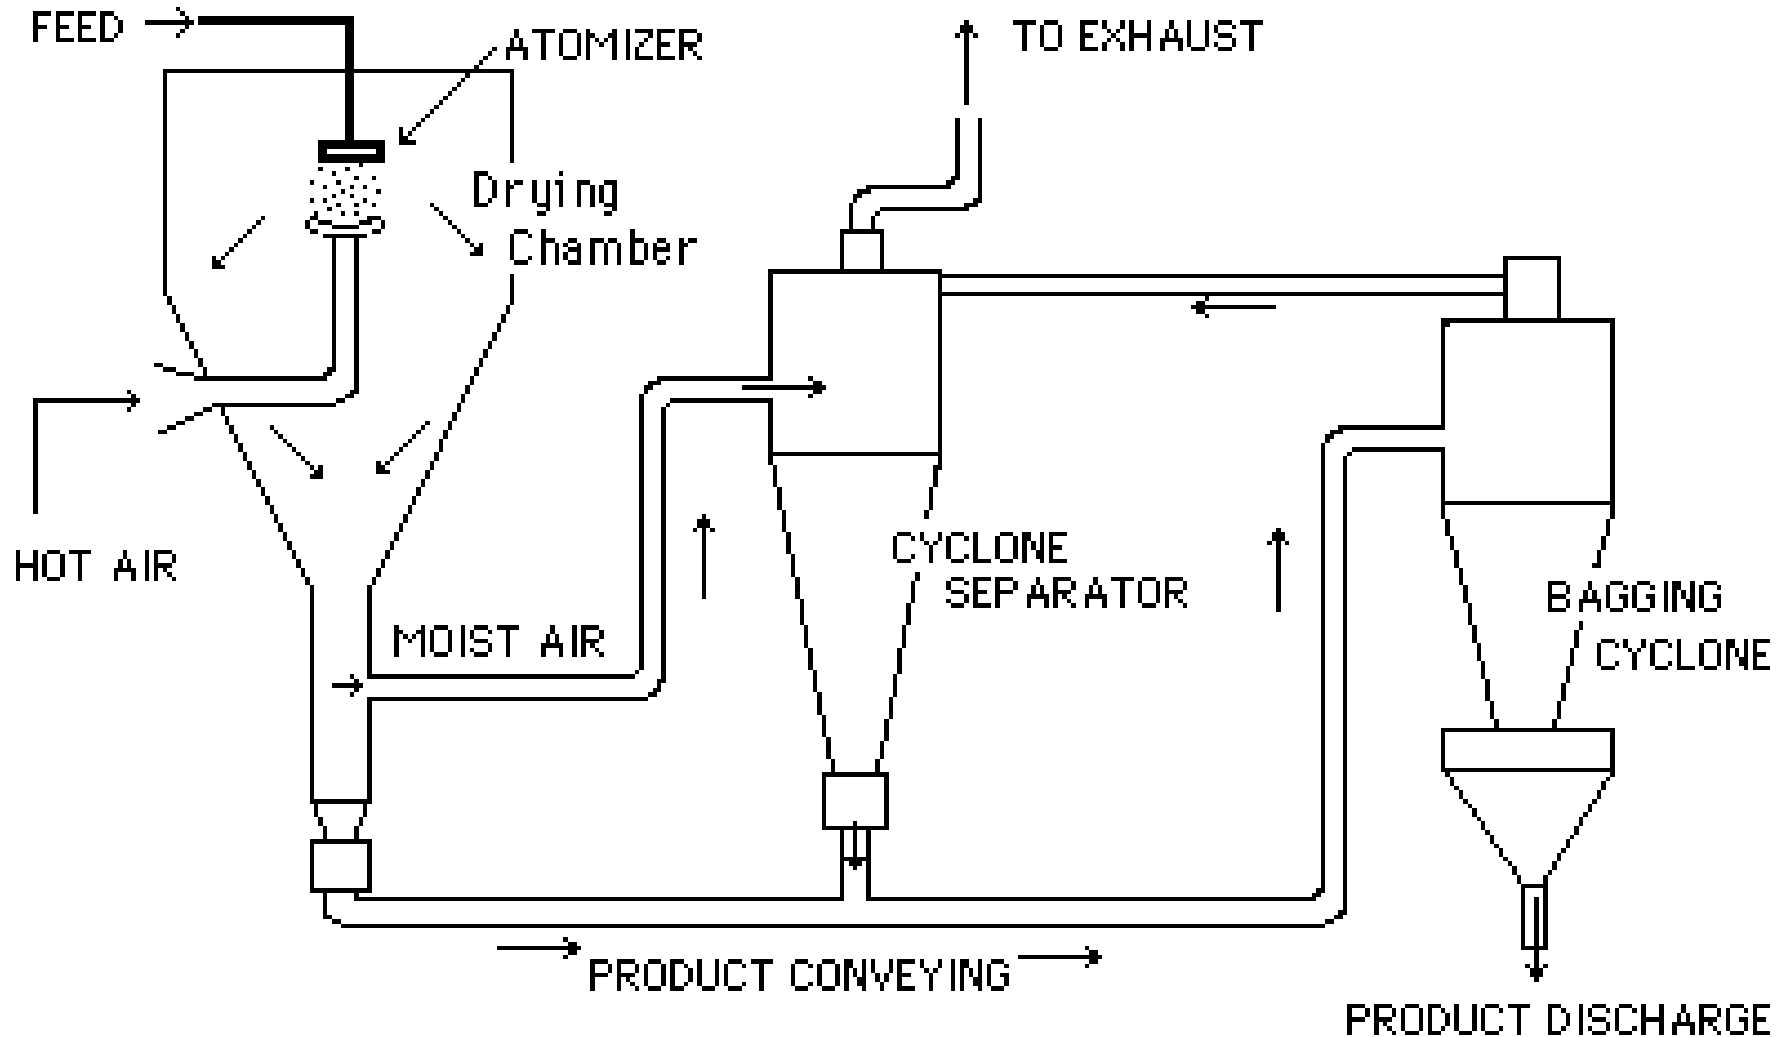 FEED
ATOMIZER
TO EXHAUST
Drying
Chamber
HOT AIR
CYCLONE
SEPARATOR
MOIST AIR
BAGGING
CYCLONE
PRODUCT CONVEYING
PRODUCT DISCHARGE